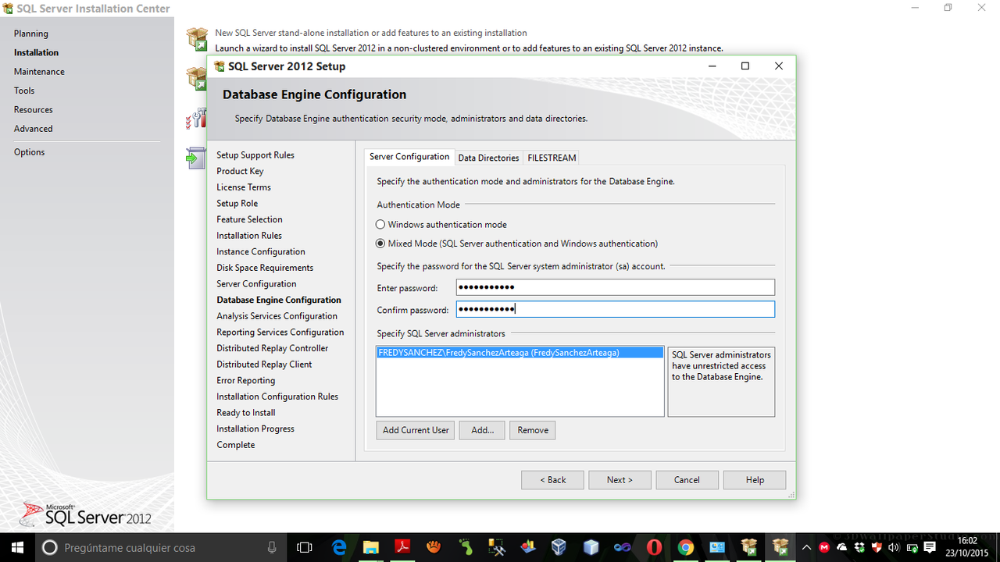 SQL Server Installation Center
Planning
Installation
Maintenance
Tools
Resources
Advanced
Options
New SQL Server stand-alone installation or add features to an existing installation
Launch a wizard to install SQL Server 2012 in a non-clustered environment or to add features to an existing SQL Server 2012 instance.
SQL Server 2012 Setup
Database Engine Configuration
Specify Database Engine authentication security mode, administrators and data directories.
Setup Support Rules
Product Key
License Terms
Setup Role
Feature Selection
Installation Rules
Instance Configuration
Disk Space Requirements
Server Configuration
Database Engine Configuration
Analysis Services Configuration
Reporting Services Configuration
Distributed Replay Controller
Distributed Replay Client
Error Reporting
Installation Configuration Rules
Ready to Install
Installation Progress
Complete
Server Configuration Data Directories FILESTREAM
Specify the authentication mode and administrators for the Database Engine.
Authentication Mode
Windows authentication mode
Mixed Mode (SQL Server authentication and Windows authentication)
Specify the password for the SQL Server system administrator (sa) account.
Enter password: ●●●●●●●●●●●
Confirm password: ●●●●●●●●●●●
Specify SQL Server administrators
FREDYSANCHEZ\FredySanchezArteaga (FredySanchezArteaga)
SQL Server administrators
have unrestricted access
to the Database Engine.
Add Current User Add... Remove
< Back Next > Cancel Help
Microsoft®
SQL Server 2012
Pregúntame cualquier cosa
16:02
23/10/2015